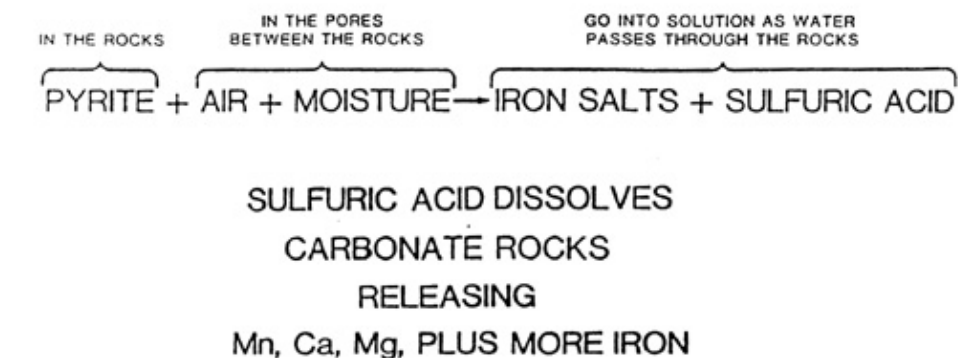 IN THE ROCKS
IN THE PORES
BETWEEN THE ROCKS
GO INTO SOLUTION AS WATER
PASSES THROUGH THE ROCKS
PYRITE + AIR + MOISTURE → IRON SALTS + SULFURIC ACID
SULFURIC ACID DISSOLVES
CARBONATE ROCKS
RELEASING
Mn, Ca, Mg, PLUS MORE IRON